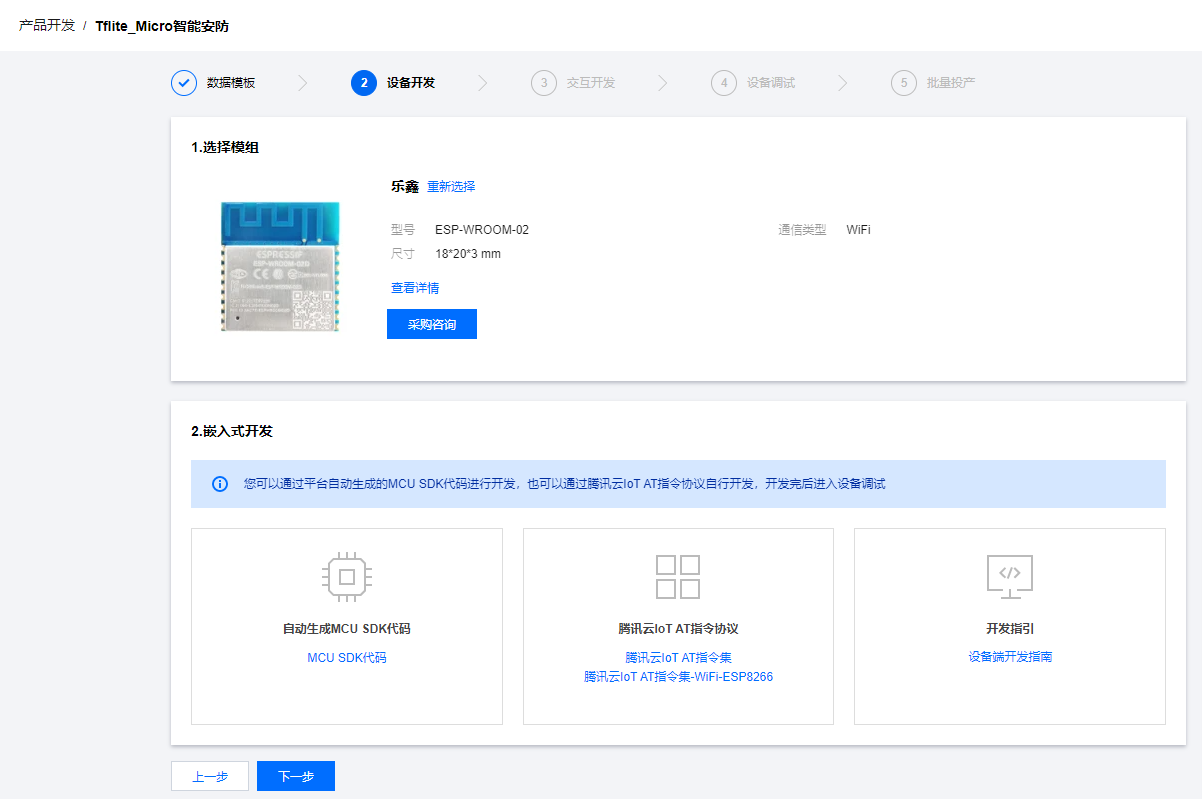 产品开发 / Tflite_Micro智能安防
数据模板
2 设备开发
3 交互开发
4 设备调试
5 批量投产
1.选择模组
乐鑫 重新选择
型号 ESP-WROOM-02 通信类型 WiFi
尺寸 18*20*3 mm
查看详情
采购咨询
ESPRESSIF
ESP-WROOM-02D
2.嵌入式开发
您可以通过平台自动生成的MCU SDK代码进行开发，也可以通过腾讯云IoT AT指令协议自行开发，开发完后进入设备调试
自动生成MCU SDK代码
MCU SDK代码
腾讯云IoT AT指令协议
腾讯云IoT AT指令集
腾讯云IoT AT指令集-WiFi-ESP8266
开发指引
设备端开发指南
上一步
下一步